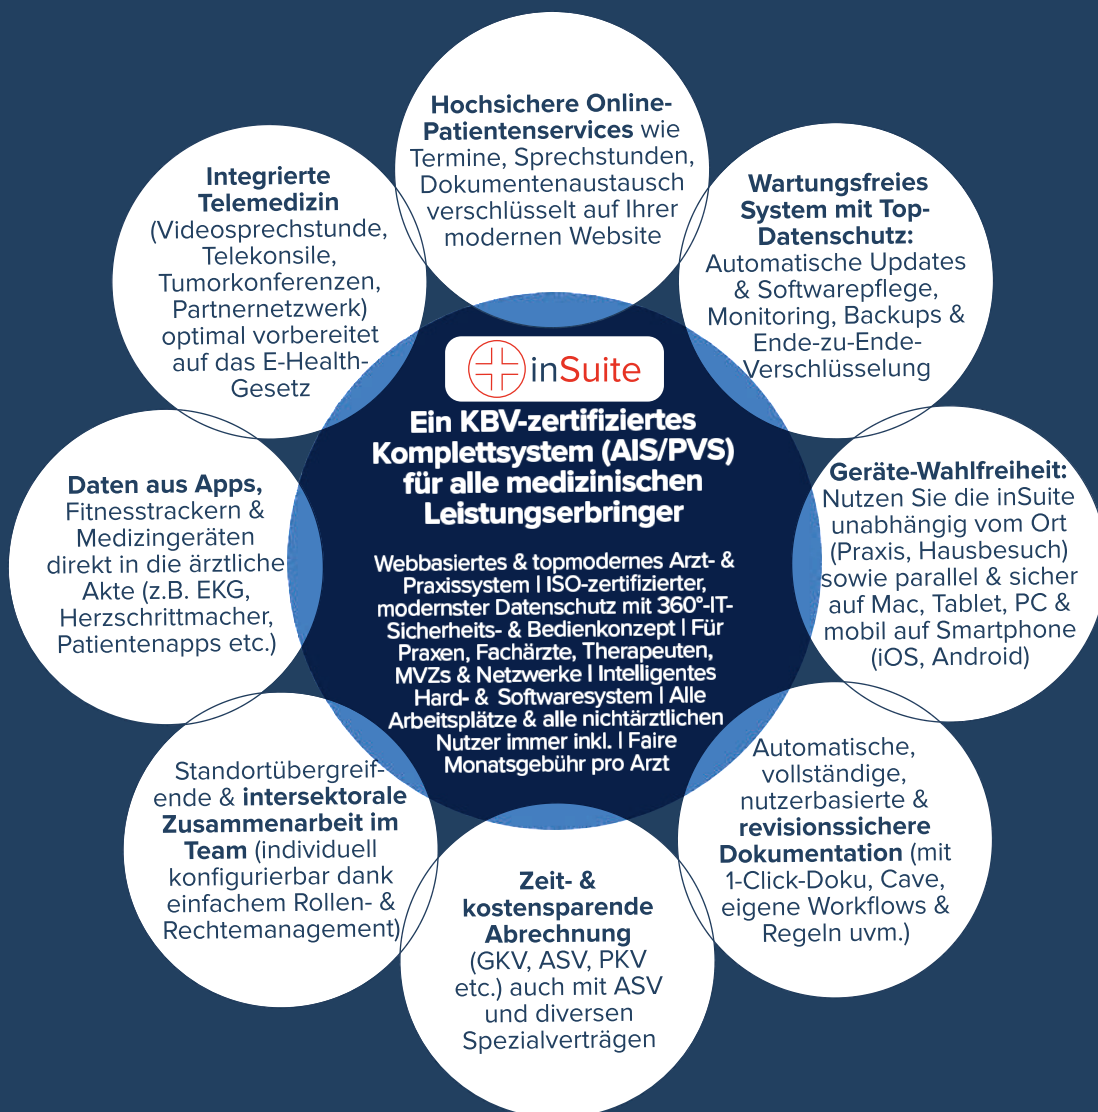 Hochsichere Online-
Patientenservices wie
Termine, Sprechstunden,
Dokumentenaustausch
verschlüsselt auf Ihrer
modernen Website
Integrierte
Telemedizin
(Videosprechstunde,
Telekonsile,
Tumorkonferenzen,
Partnernetzwerk)
optimal vorbereitet
auf das E-Health-
Gesetz
Wartungsfreies
System mit Top-
Datenschutz:
Automatische Updates
& Softwarepflege,
Monitoring, Backups &
Ende-zu-Ende-
Verschlüsselung
inSuite
Ein KBV-zertifiziertes
Komplettsystem (AIS/PVS)
für alle medizinischen
Leistungserbringer
Webbasiertes & topmodernes Arzt- &
Praxissystem | ISO-zertifizierter,
modernster Datenschutz mit 360°-IT-
Sicherheits- & Bedienkonzept | Für
Praxen, Fachärzte, Therapeuten,
MVZs & Netzwerke | Intelligentes
Hard- & Softwaresystem | Alle
Arbeitsplätze & alle nichtärztlichen
Nutzer immer inkl. | Faire
Monatsgebühr pro Arzt
Daten aus Apps,
Fitnesstrackern &
Medizingeräten
direkt in die ärztliche
Akte (z.B. EKG,
Herzschrittmacher,
Patientenapps etc.)
Geräte-Wahlfreiheit:
Nutzen Sie die inSuite
unabhängig vom Ort
(Praxis, Hausbesuch)
sowie parallel & sicher
auf Mac, Tablet, PC &
mobil auf Smartphone
(iOS, Android)
Standortübergreif-
ende & intersektorale
Zusammenarbeit im
Team (individuell
konfigurierbar dank
einfachem Rollen- &
Rechtemanagement)
Automatische,
vollständige,
nutzerbasierte &
revisionssichere
Dokumentation (mit
1-Click-Doku, Cave,
eigene Workflows &
Regeln uvm.)
Zeit- &
kostensparende
Abrechnung
(GKV, ASV, PKV
etc.) auch mit ASV
und diversen
Spezialverträgen